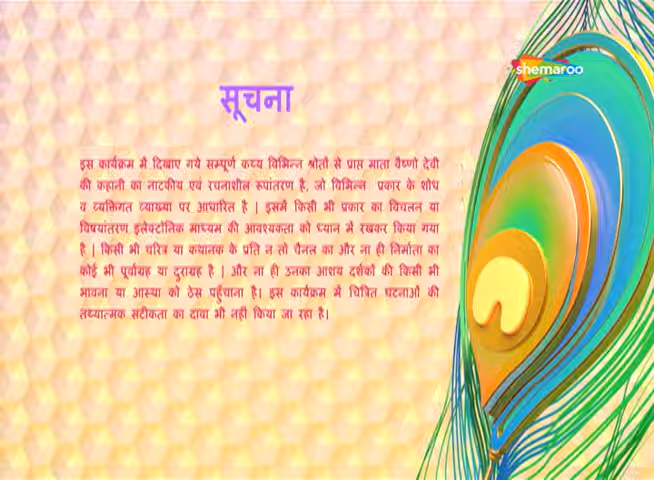 shemaroo
सूचना
इस कार्यक्रम में दिखाए गये सम्पूर्ण कथ्य विभिन्न श्रोतों से प्राप्त माता वैष्णो देवी
की कहानी का नाटकीय एवं रचनाशील रूपांतरण है, जो विभिन्न प्रकार के शोध
व व्यक्तिगत व्याख्या पर आधारित है | इसमें किसी भी प्रकार का विचलन या
विषयांतरण इलेक्ट्रॉनिक माध्यम की आवश्यकता को ध्यान में रखकर किया गया
है | किसी भी चरित्र या कथानक के प्रति न तो चैनल का और ना ही निर्माता का
कोई भी पूर्वाग्रह या दुराग्रह है | और ना ही उनका आशय दर्शकों की किसी भी
भावना या आस्था को ठेस पहुँचाना है। इस कार्यक्रम में चित्रित घटनाओं की
तथ्यात्मक सटीकता का दावा भी नहीं किया जा रहा है।